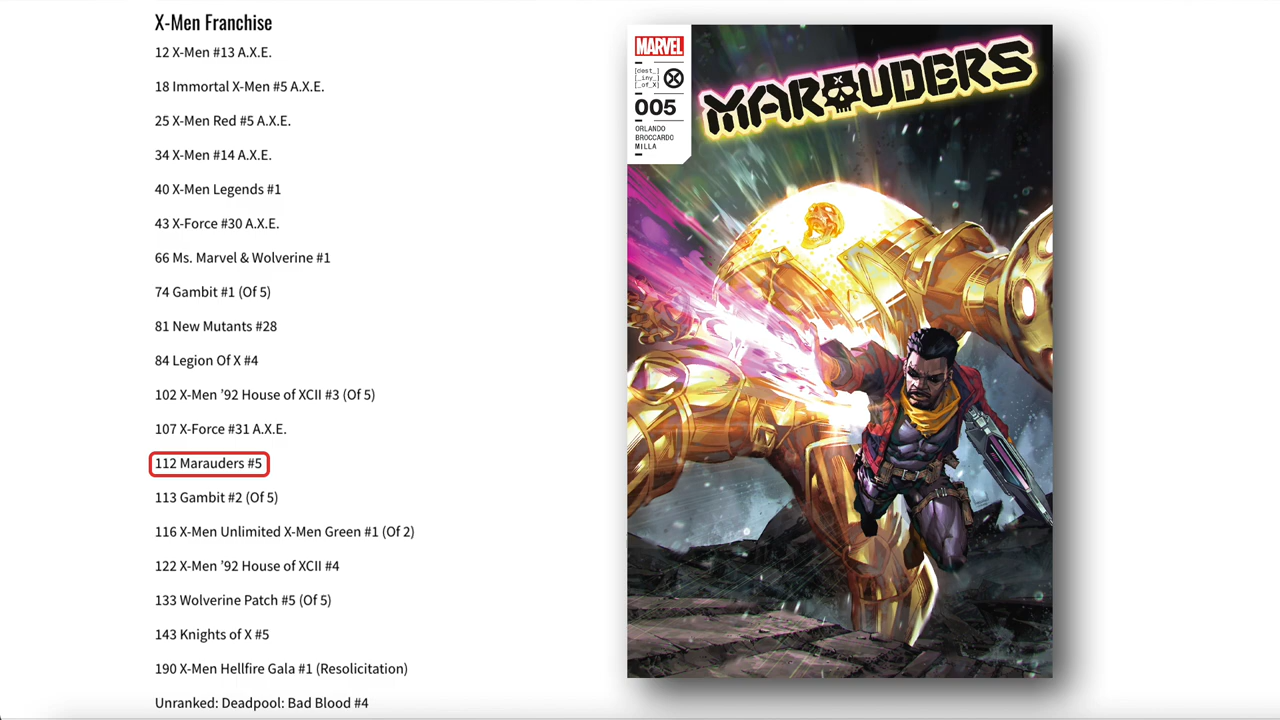 X-Men Franchise
12 X-Men #13 A.X.E.
18 Immortal X-Men #5 A.X.E.
25 X-Men Red #5 A.X.E.
34 X-Men #14 A.X.E.
40 X-Men Legends #1
43 X-Force #30 A.X.E.
66 Ms. Marvel & Wolverine #1
74 Gambit #1 (Of 5)
81 New Mutants #28
84 Legion Of X #4
102 X-Men ’92 House of XCII #3 (Of 5)
107 X-Force #31 A.X.E.
112 Marauders #5
113 Gambit #2 (Of 5)
116 X-Men Unlimited X-Men Green #1 (Of 2)
122 X-Men ’92 House of XCII #4
133 Wolverine Patch #5 (Of 5)
143 Knights of X #5
190 X-Men Hellfire Gala #1 (Resolicitation)
Unranked: Deadpool: Bad Blood #4
MARVEL
[dest_]
[_iny_]
[_of_X]
005
ORLANDO
BROCCARDO
MILLA
MARAUDERS